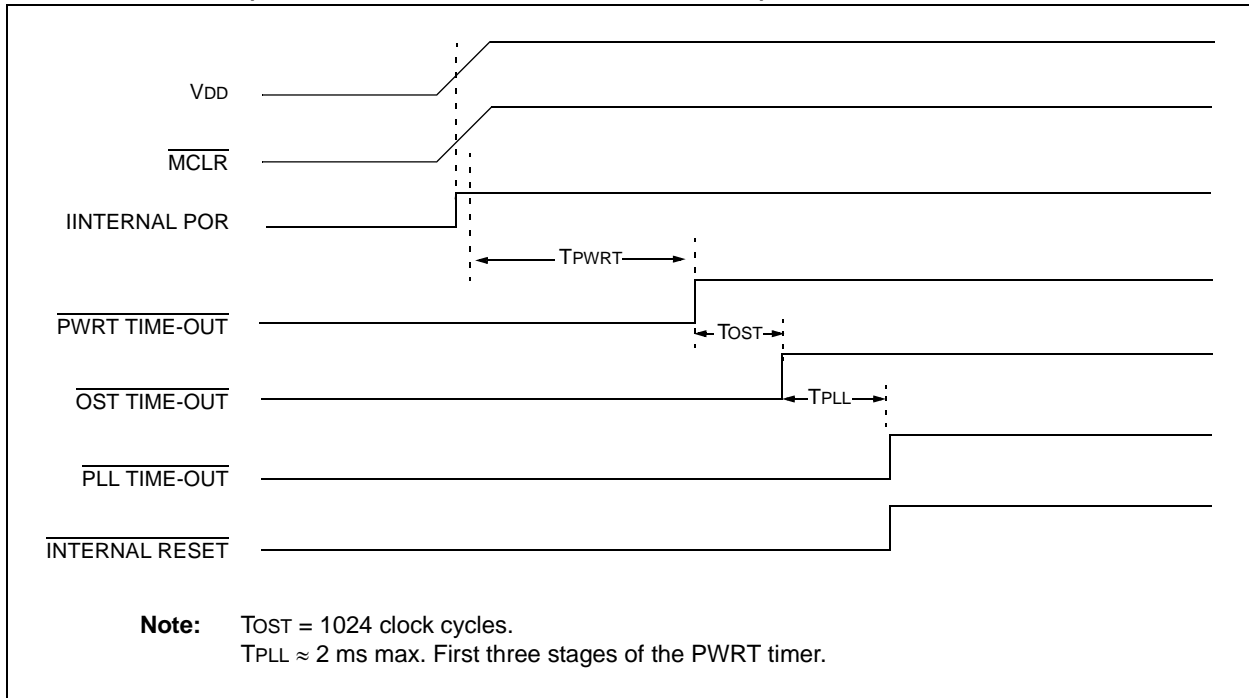 VDD
MCLR
IINTERNAL POR
TPWRT
PWRT TIME-OUT
TOST
OST TIME-OUT
TPLL
PLL TIME-OUT
INTERNAL RESET
Note: TOST = 1024 clock cycles.
TPLL ≈ 2 ms max. First three stages of the PWRT timer.